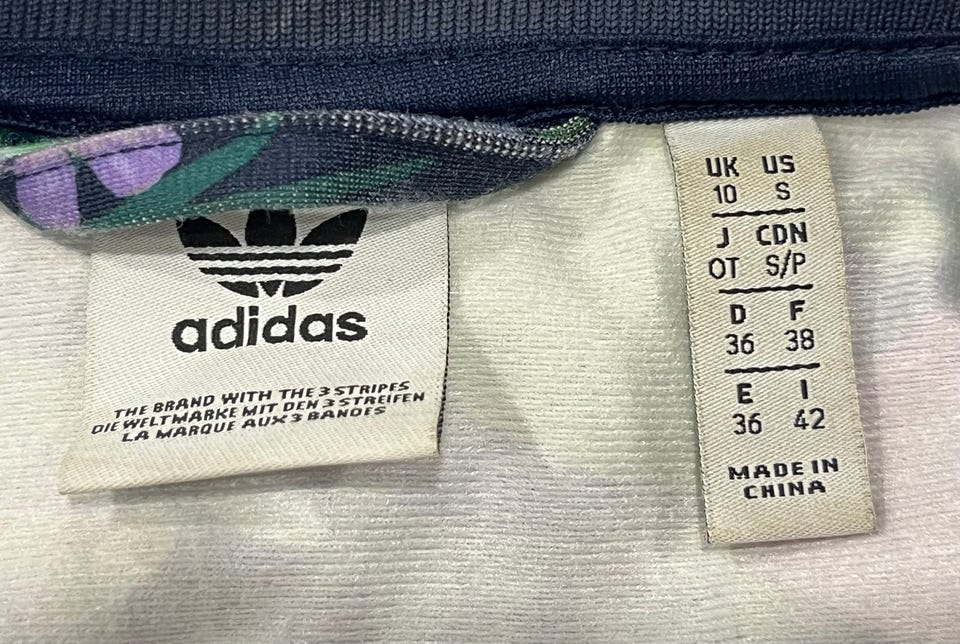 adidas
THE BRAND WITH THE 3 STRIPES
DIE WELTMARKE MIT DEN 3 STREIFEN
LA MARQUE AUX 3 BANDES
UK US
10 S
J CDN
OT S/P
D F
36 38
E I
36 42
MADE IN
CHINA